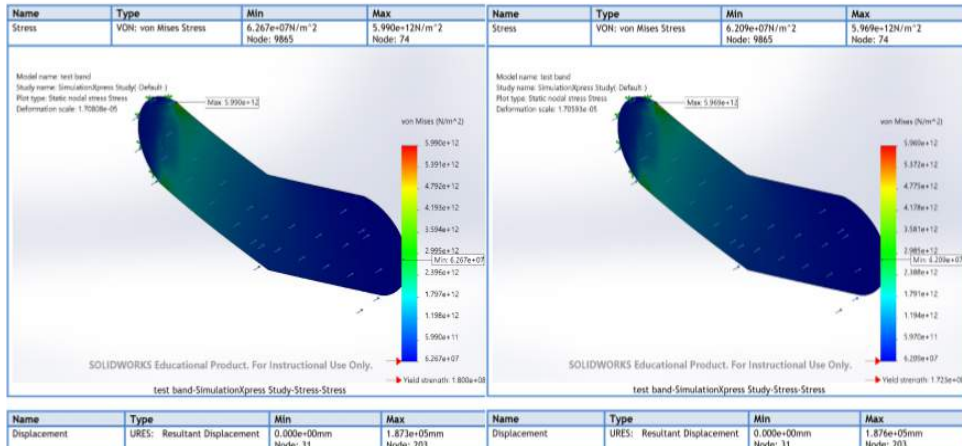 Name Type Min Max
Stress VON: von Mises Stress 6.267e+07N/m^2 5.990e+12N/m^2
Node: 9865 Node: 74
Model name: test band
Study name: SimulationXpress Study( Default )
Plot type: Static nodal stress Stress
Deformation scale: 1.70808e-05
Max: 5.990e+12
von Mises (N/m^2)
5.990e+12
5.391e+12
4.792e+12
4.193e+12
3.594e+12
2.995e+12
Min: 6.267e+07
2.396e+12
1.797e+12
1.198e+12
5.990e+11
6.267e+07
SOLIDWORKS Educational Product. For Instructional Use Only.
Yield strength: 1.800e+08
test band-SimulationXpress Study-Stress-Stress
Name Type Min Max
Displacement URES: Resultant Displacement 0.000e+00mm 1.873e+05mm
Node: 31 Node: 203
Name Type Min Max
Stress VON: von Mises Stress 6.209e+07N/m^2 5.969e+12N/m^2
Node: 9865 Node: 74
Model name: test band
Study name: SimulationXpress Study( Default )
Plot type: Static nodal stress Stress
Deformation scale: 1.70593e-05
Max: 5.969e+12
von Mises (N/m^2)
5.969e+12
5.372e+12
4.775e+12
4.178e+12
3.581e+12
2.985e+12
Min: 6.209e+07
2.388e+12
1.791e+12
1.194e+12
5.970e+11
6.209e+07
SOLIDWORKS Educational Product. For Instructional Use Only.
Yield strength: 1.723e+08
test band-SimulationXpress Study-Stress-Stress
Name Type Min Max
Displacement URES: Resultant Displacement 0.000e+00mm 1.876e+05mm
Node: 31 Node: 203